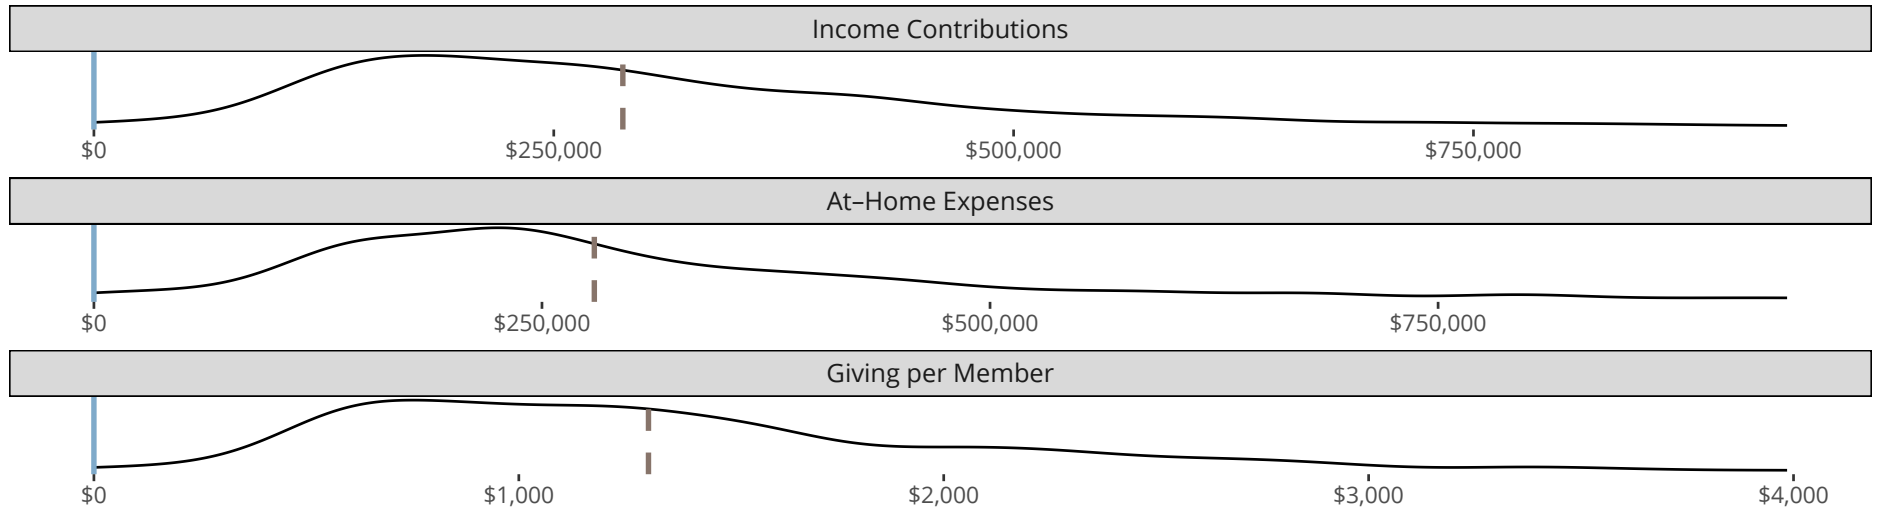 Income Contributions
$0 $250,000 $500,000 $750,000
At–Home Expenses
$0 $250,000 $500,000 $750,000
Giving per Member
$0 $1,000 $2,000 $3,000 $4,000